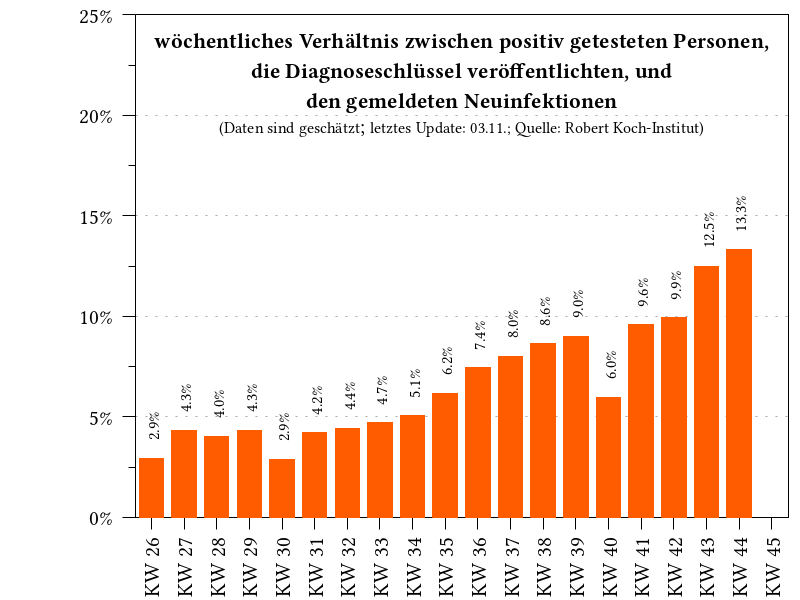 25%
wöchentliches Verhältnis zwischen positiv getesteten Personen,
die Diagnoseschlüssel veröffentlichten, und
den gemeldeten Neuinfektionen
20%
(Daten sind geschätzt; letztes Update: 03.11.; Quelle: Robert Koch-Institut)
15%
10%
5%
0%
2.9%
4.3%
4.0%
4.3%
2.9%
4.2%
4.4%
4.7%
5.1%
6.2%
7.4%
8.0%
8.6%
9.0%
6.0%
9.6%
9.9%
12.5%
13.3%
KW 26
KW 27
KW 28
KW 29
KW 30
KW 31
KW 32
KW 33
KW 34
KW 35
KW 36
KW 37
KW 38
KW 39
KW 40
KW 41
KW 42
KW 43
KW 44
KW 45